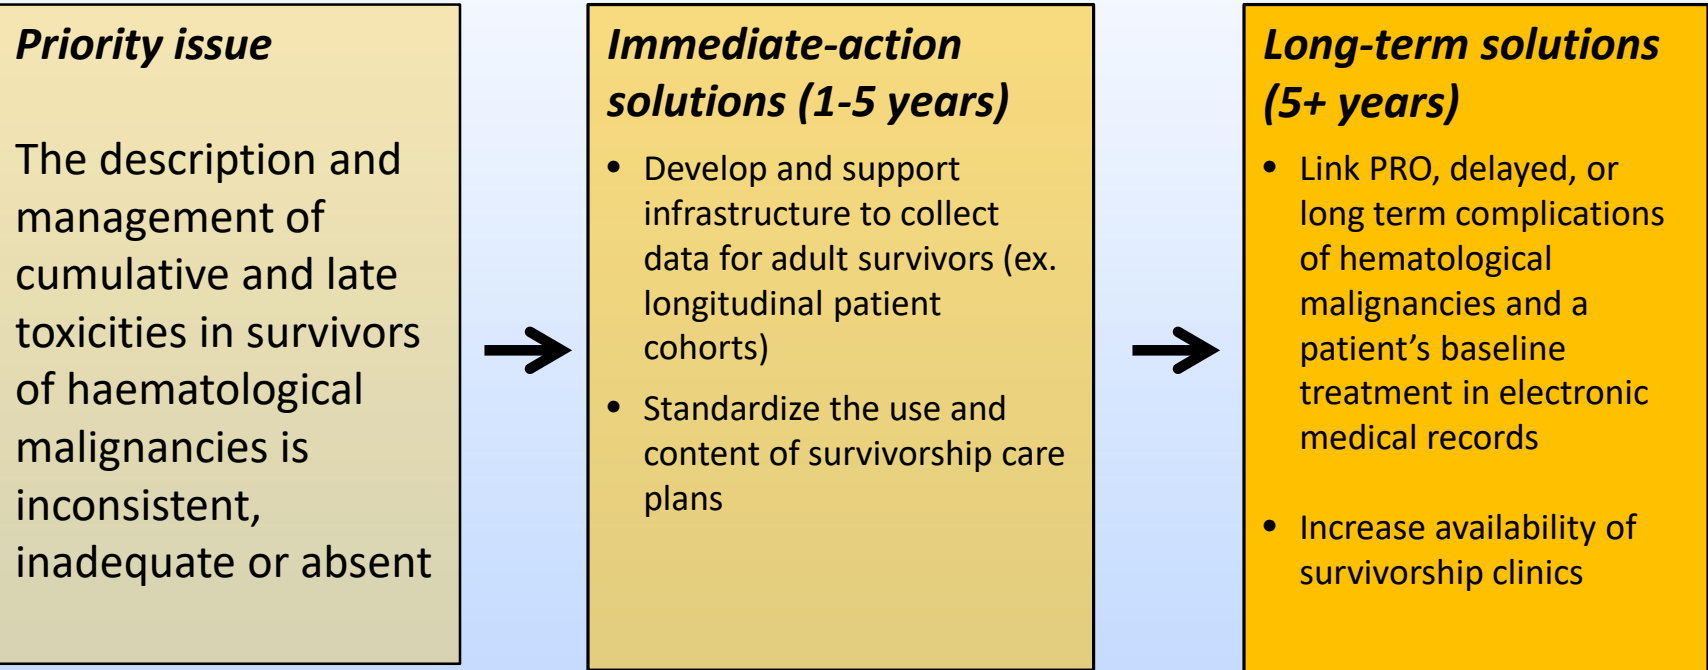 Priority issue
The description and
management of
cumulative and late
toxicities in survivors
of haematological
malignancies is
inconsistent,
inadequate or absent
Immediate-action
solutions (1-5 years)
• Develop and support
infrastructure to collect
data for adult survivors (ex.
longitudinal patient
cohorts)
• Standardize the use and
content of survivorship care
plans
Long-term solutions
(5+ years)
• Link PRO, delayed, or
long term complications
of hematological
malignancies and a
patient’s baseline
treatment in electronic
medical records
• Increase availability of
survivorship clinics